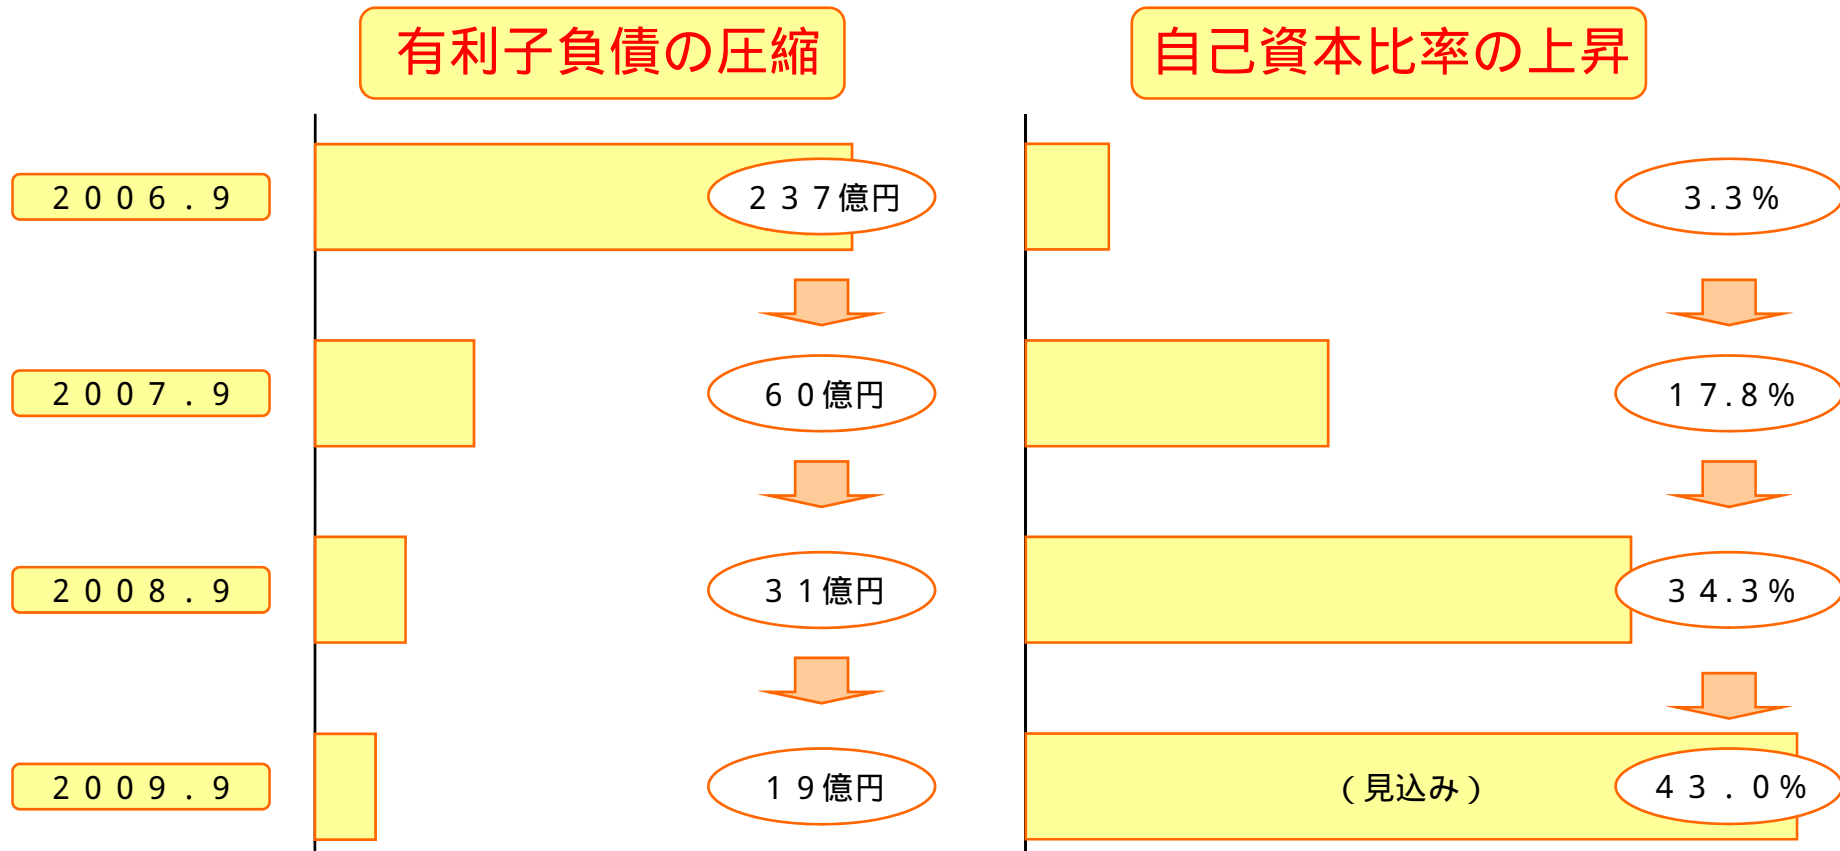 有利子負債の圧縮
自己資本比率の上昇
２００６．９
２３７億円
3.3％
２００７．９
６０億円
１７.８％
２００８．９
３１億円
３４.３％
２００９．９
１９億円
（見込み）
４３．０％